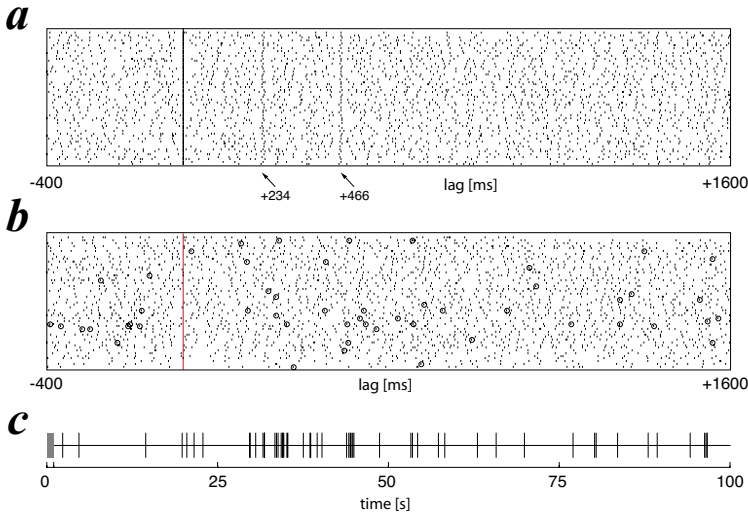 a
-400 lag [ms] +1600
+234 +466
b
-400 lag [ms] +1600
c
0 25 50 75 100
time [s]